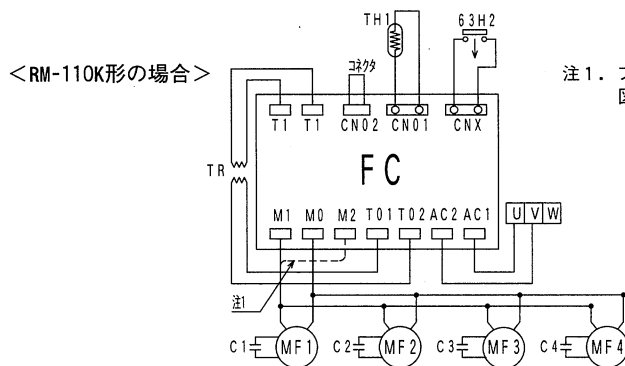 TH1 63H2
<RM-110K形の場合> コネクタ 注1.
T1 T1 CN02 CN01 CNX
TR
FC
M1 M0 M2 T01 T02 AC2 AC1 U V W
注1
C1 MF1 C2 MF2 C3 MF3 C4 MF4